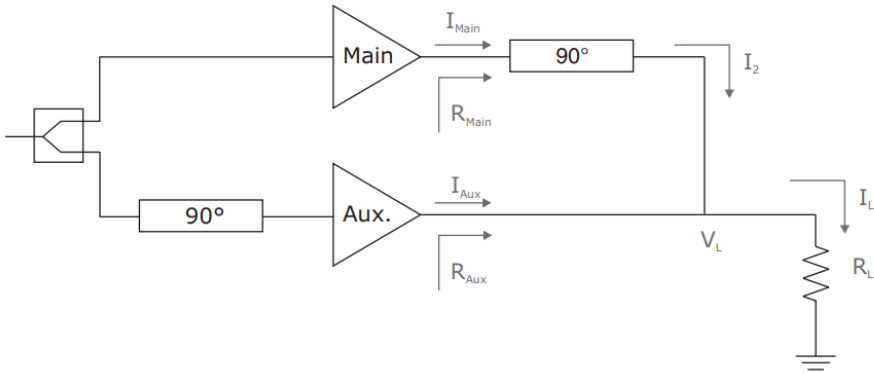 I_Main
Main
90°
I_2
R_Main
I_Aux
90°
Aux.
I_L
V_L
R_Aux
R_L